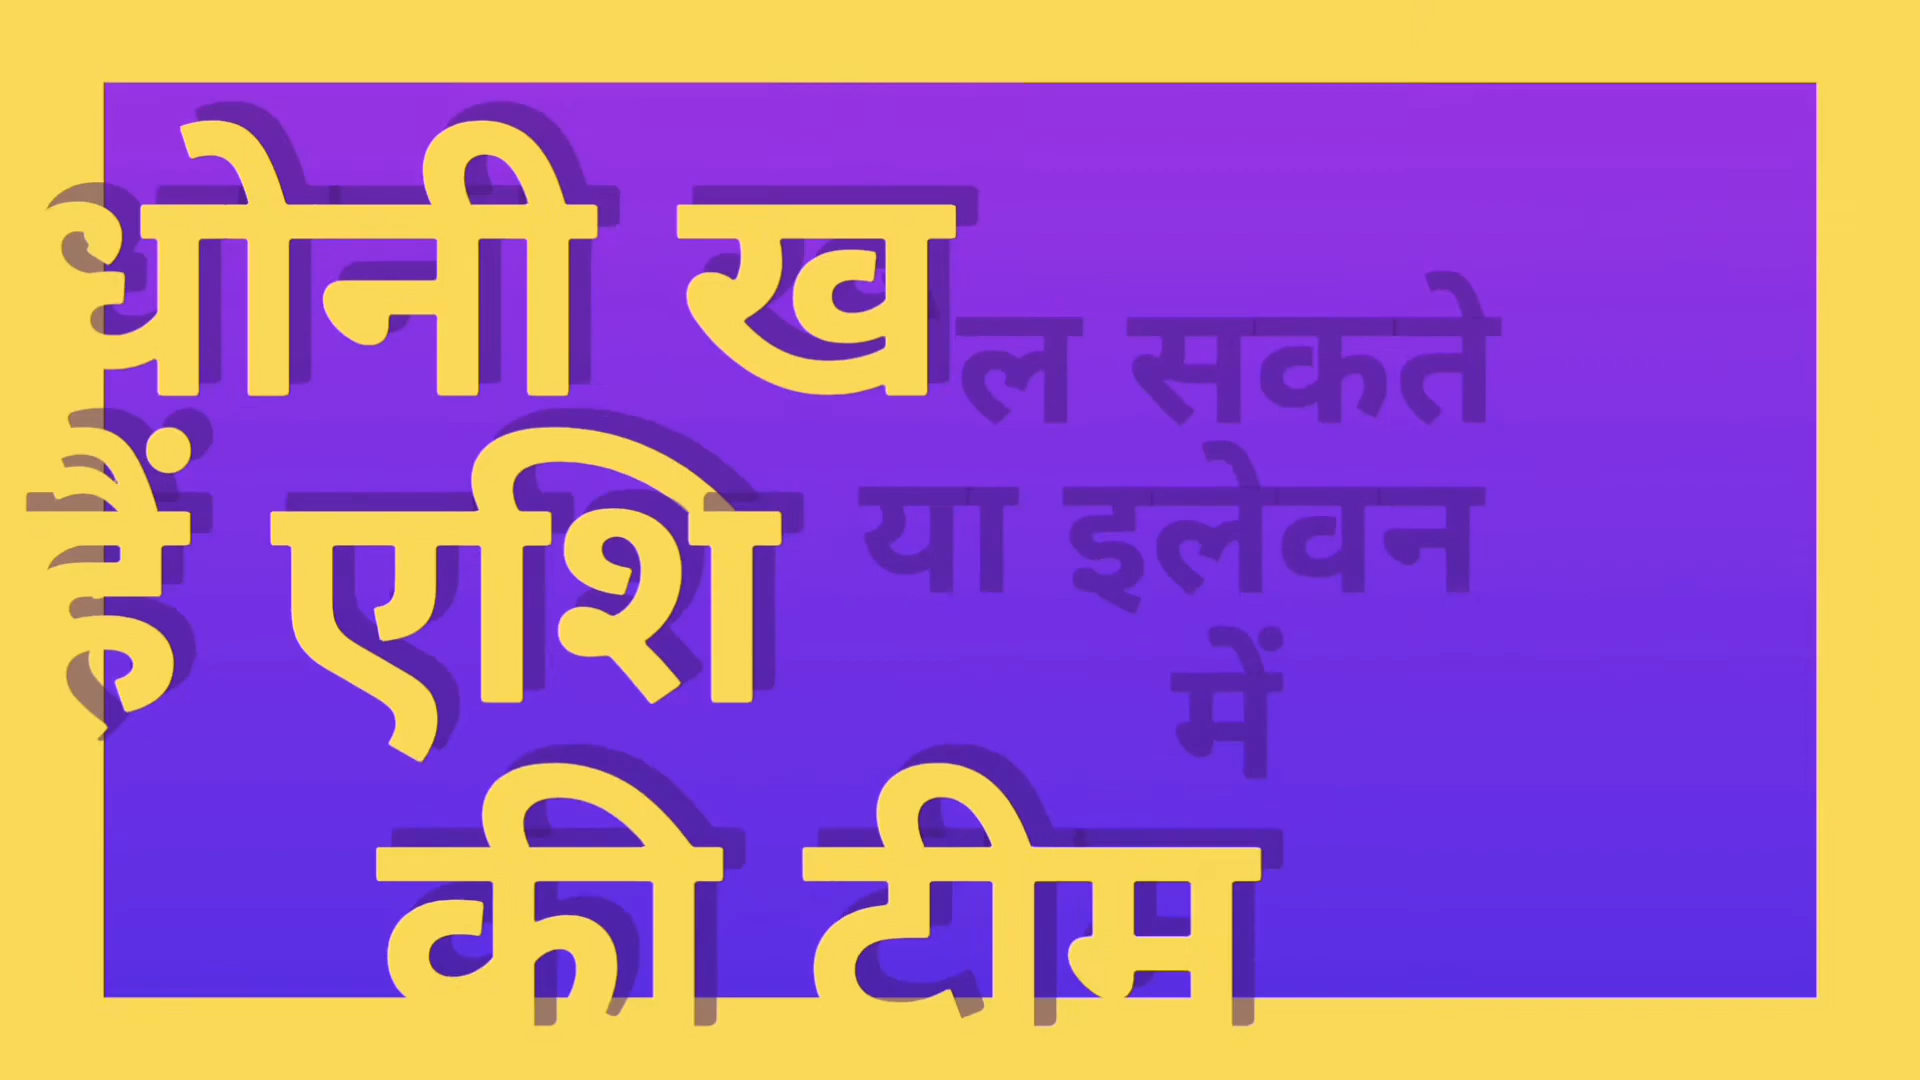 धोनी ख ल सकते
हैं एशि या इलेवन
की टीम में